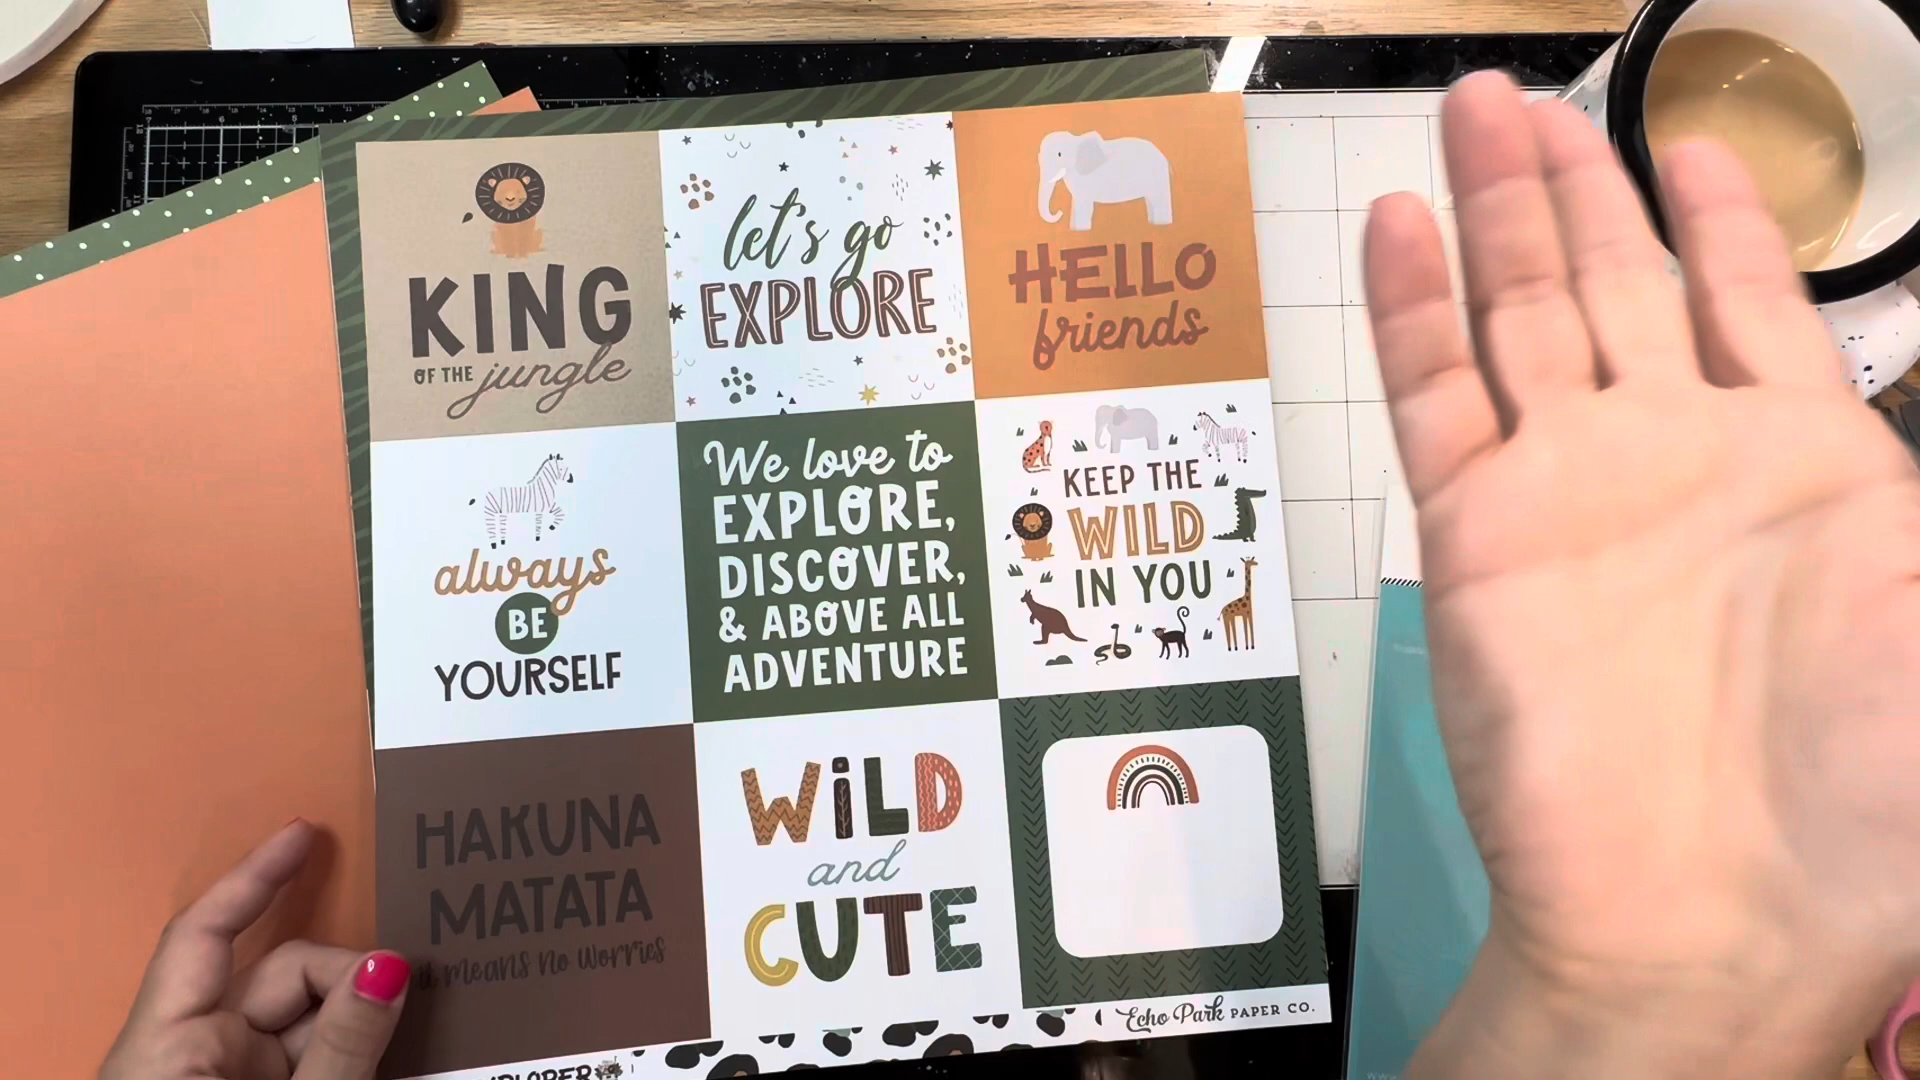 KING
OF THE jungle
let's go
EXPLORE
HELLO
friends
always
BE
YOURSELF
We love to
EXPLORE,
DISCOVER,
& ABOVE ALL
ADVENTURE
KEEP THE
WILD
IN YOU
HAKUNA
MATATA
it means no worries
WILD
and
CUTE
Echo Park PAPER CO.